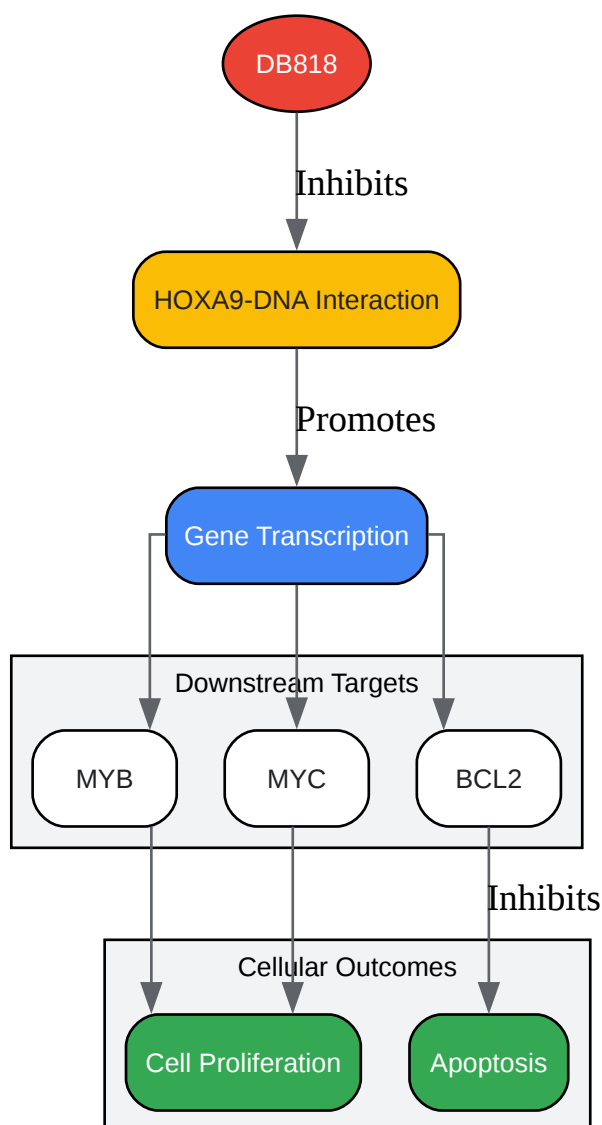 DB818
Inhibits
HOXA9-DNA Interaction
Promotes
Gene Transcription
Downstream Targets
MYB
MYC
BCL2
Inhibits
Cellular Outcomes
Cell Proliferation
Apoptosis